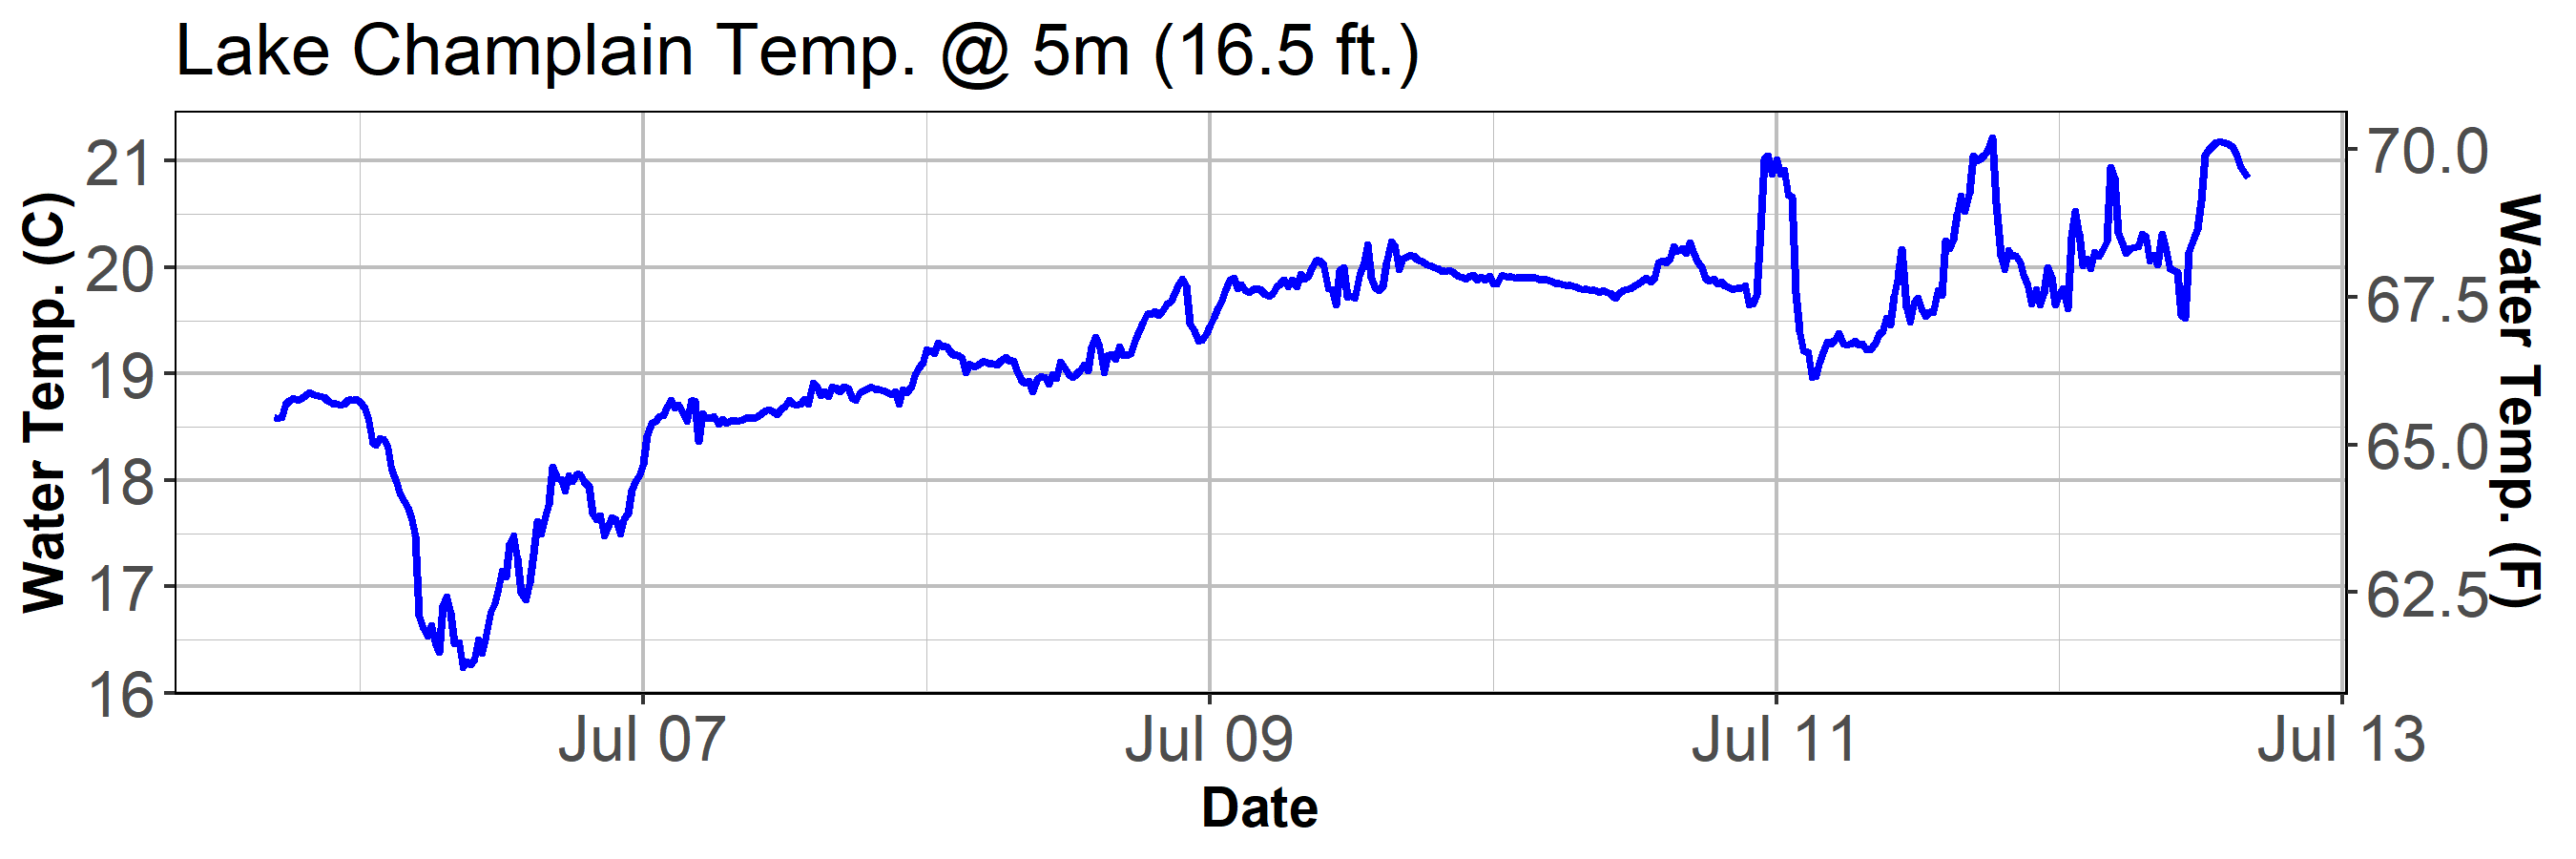 Lake Champlain Temp. @ 5m (16.5 ft.)
Water Temp. (C)
21
20
19
18
17
16
70.0
67.5
65.0
62.5
Water Temp. (F)
Jul 07
Jul 09
Jul 11
Jul 13
Date